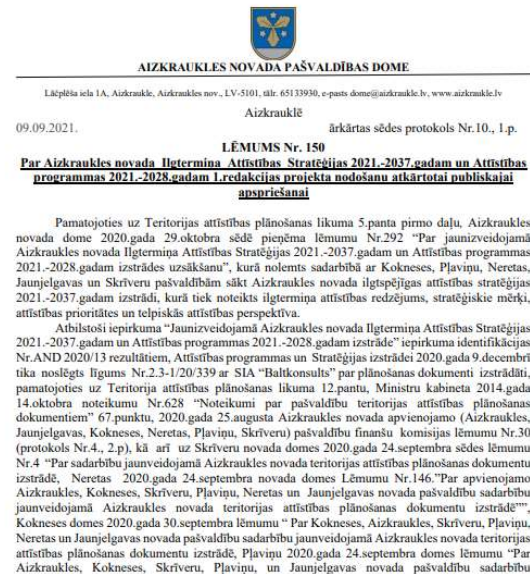 AIZKRAUKLES NOVADA PAŠVALDĪBAS DOME
Lāčplēša iela 1A, Aizkraukle, Aizkraukles nov., LV-5101, tālr. 65133930, e-pasts dome@aizkraukle.lv, www.aizkraukle.lv
Aizkrauklē
09.09.2021. ārkārtas sēdes protokols Nr.10., 1.p.
LĒMUMS Nr. 150
Par Aizkraukles novada Ilgtermiņa Attīstības Stratēģijas 2021.-2037.gadam un Attīstības
programmas 2021.-2028.gadam 1.redakcijas projekta nodošanu atkārtotai publiskajai
apspriešanai
Pamatojoties uz Teritorijas attīstības plānošanas likuma 5.panta pirmo daļu, Aizkraukles
novada dome 2020.gada 29.oktobra sēdē pieņēma lēmumu Nr.292 “Par jaunizveidojamā
Aizkraukles novada Ilgtermiņa Attīstības Stratēģijas 2021.-2037.gadam un Attīstības programmas
2021.-2028.gadam izstrādes uzsākšanu”, kurā nolemts sadarbībā ar Kokneses, Pļaviņu, Neretas,
Jaunjelgavas un Skrīveru pašvaldībām sākt Aizkraukles novada ilgtspējīgas attīstības stratēģijas
2021.-2037.gadam izstrādi, kurā tiek noteikts ilgtermiņa attīstības redzējums, stratēģiskie mērķi,
attīstības prioritātes un telpiskās attīstības perspektīva.
Atbilstoši iepirkuma “Jaunizveidojamā Aizkraukles novada Ilgtermiņa Attīstības Stratēģijas
2021.-2037.gadam un Attīstības programmas 2021.-2028.gadam izstrāde” iepirkuma identifikācijas
Nr.AND 2020/13 rezultātiem, Attīstības programmas un Stratēģijas izstrādei 2020.gada 9.decembrī
tika noslēgts līgums Nr.2.3-1/20/339 ar SIA “Baltkonsults” par plānošanas dokumenti izstrādāti,
pamatojoties uz Teritorija attīstības plānošanas likuma 12.pantu, Ministru kabineta 2014.gada
14.oktobra noteikumu Nr.628 “Noteikumi par pašvaldību teritorijas attīstības plānošanas
dokumentiem” 67.punktu, 2020.gada 25.augusta Aizkraukles novada apvienojamo (Aizkraukles,
Jaunjelgavas, Kokneses, Neretas, Pļaviņu, Skrīveru) pašvaldību finanšu komisijas lēmumu Nr.30
(protokols Nr.4., 2.p), kā arī uz Skrīveru novada domes 2020.gada 24.septembra sēdes lēmumu
Nr.4 “Par sadarbību jaunveidojamā Aizkraukles novada teritorijas attīstības plānošanas dokumentu
izstrādē, Neretas 2020.gada 24.septembra novada domes Lēmumu Nr.146.”Par apvienojamo
Aizkraukles, Kokneses, Skrīveru, Pļaviņu, Neretas un Jaunjelgavas novada pašvaldību sadarbību
jaunveidojamā Aizkraukles novada teritorijas attīstības plānošanas dokumentu izstrādē””,
Kokneses domes 2020.gada 30.septembra lēmumu “ Par Kokneses, Aizkraukles, Skrīveru, Pļaviņu,
Neretas un Jaunjelgavas novada pašvaldību sadarbību jaunveidojamā Aizkraukles novada teritorijas
attīstības plānošanas dokumentu izstrādē, Pļaviņu 2020.gada 24.septembra domes lēmumu “Par
Aizkraukles, Kokneses, Skrīveru, Pļaviņu, un Jaunjelgavas novada pašvaldību sadarbību